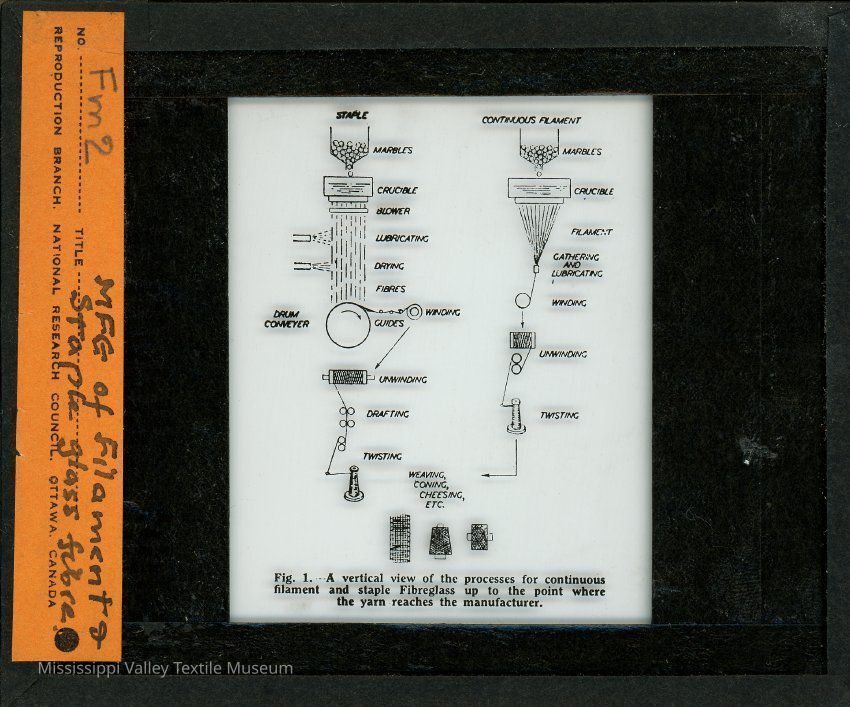 NO. Fm2 TITLE MFG of Filament &
Staple glass fibre.
REPRODUCTION BRANCH. NATIONAL RESEARCH COUNCIL. OTTAWA. CANADA
STAPLE
MARBLES
CRUCIBLE
BLOWER
LUBRICATING
DRYING
FIBRES
DRUM
CONVEYER
GUIDES
WINDING
UNWINDING
DRAFTING
TWISTING
CONTINUOUS FILAMENT
MARBLES
CRUCIBLE
FILAMENT
GATHERING
AND
LUBRICATING
WINDING
UNWINDING
TWISTING
WEAVING,
CONING,
CHEESING,
ETC.
Fig. 1. A vertical view of the processes for continuous
filament and staple Fibreglass up to the point where
the yarn reaches the manufacturer.
Mississippi Valley Textile Museum